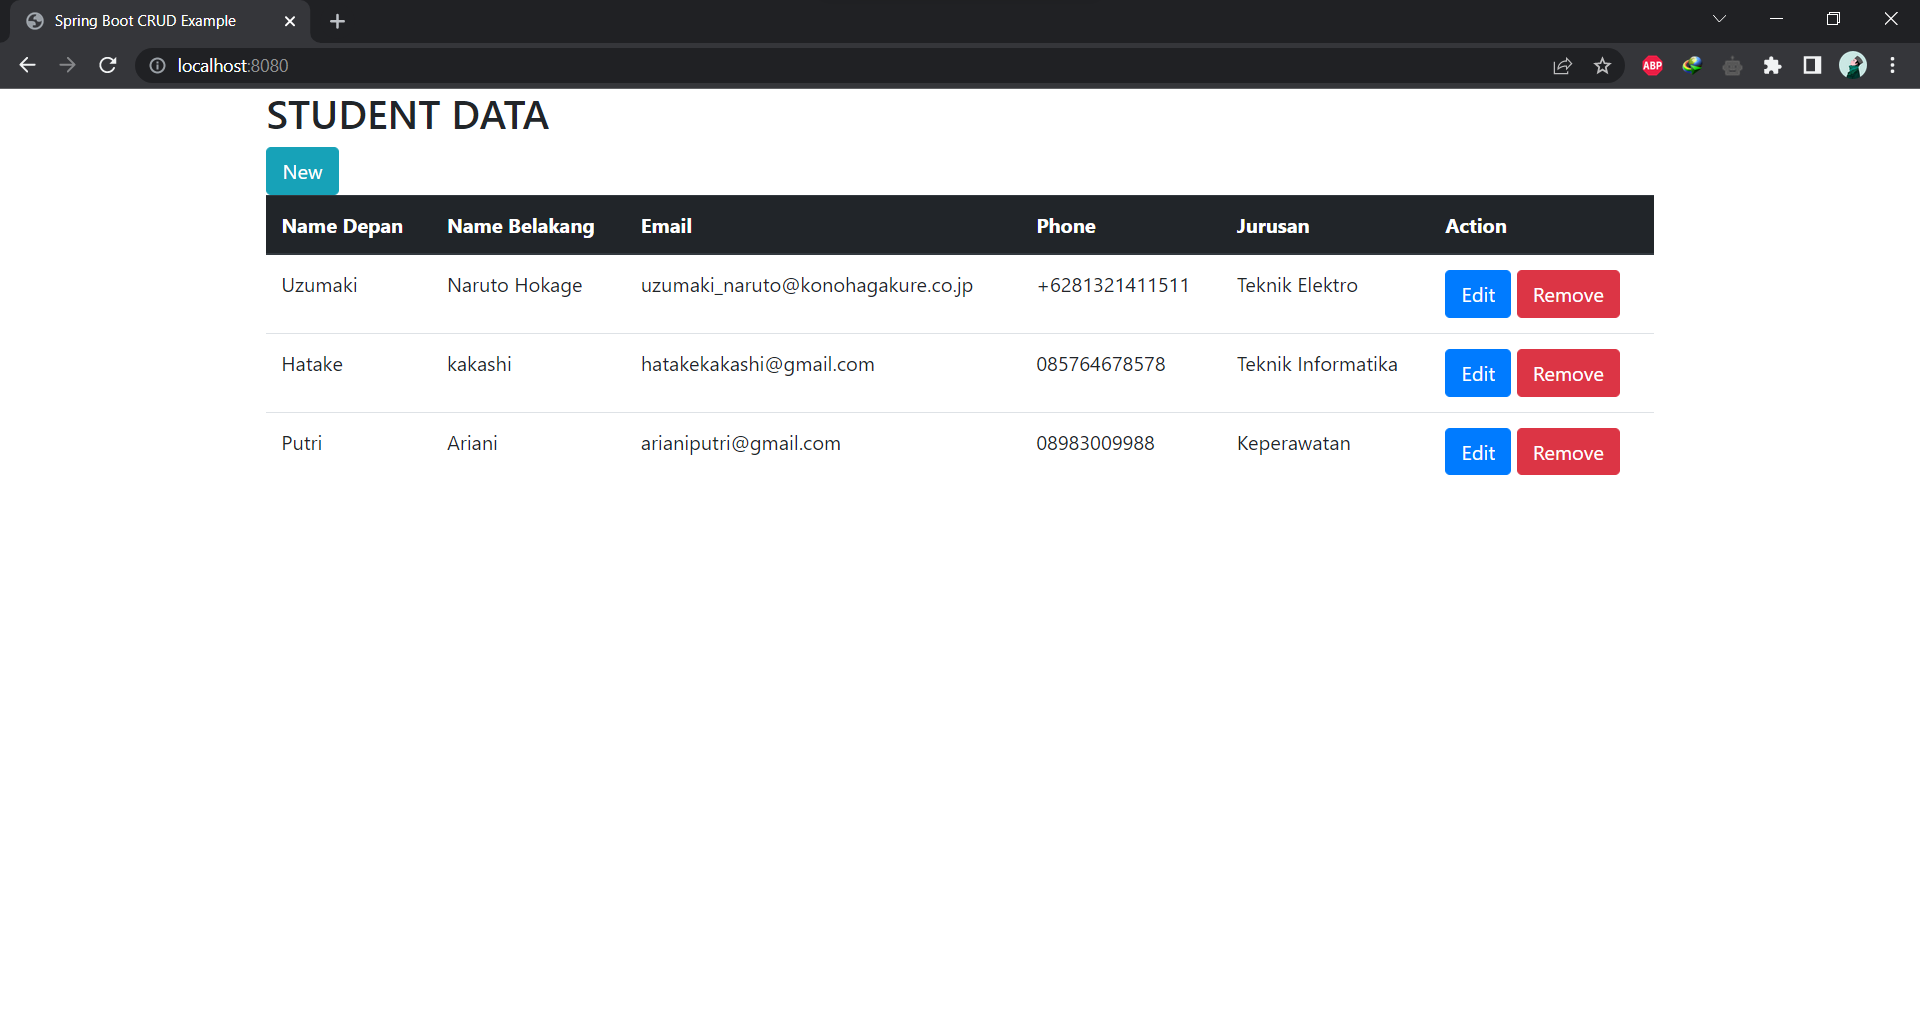 Spring Boot CRUD Example
localhost:8080
ABP
STUDENT DATA
New
Name Depan Name Belakang Email Phone Jurusan Action
Uzumaki Naruto Hokage uzumaki_naruto@konohagakure.co.jp +6281321411511 Teknik Elektro Edit Remove
Hatake kakashi hatakekakashi@gmail.com 085764678578 Teknik Informatika Edit Remove
Putri Ariani arianiputri@gmail.com 08983009988 Keperawatan Edit Remove